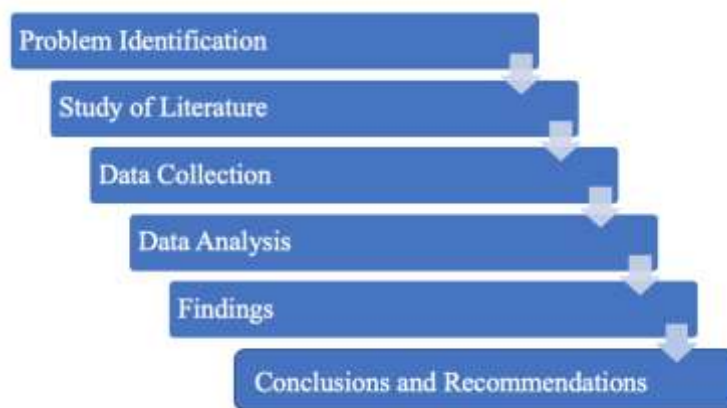 Problem Identification
Study of Literature
Data Collection
Data Analysis
Findings
Conclusions and Recommendations